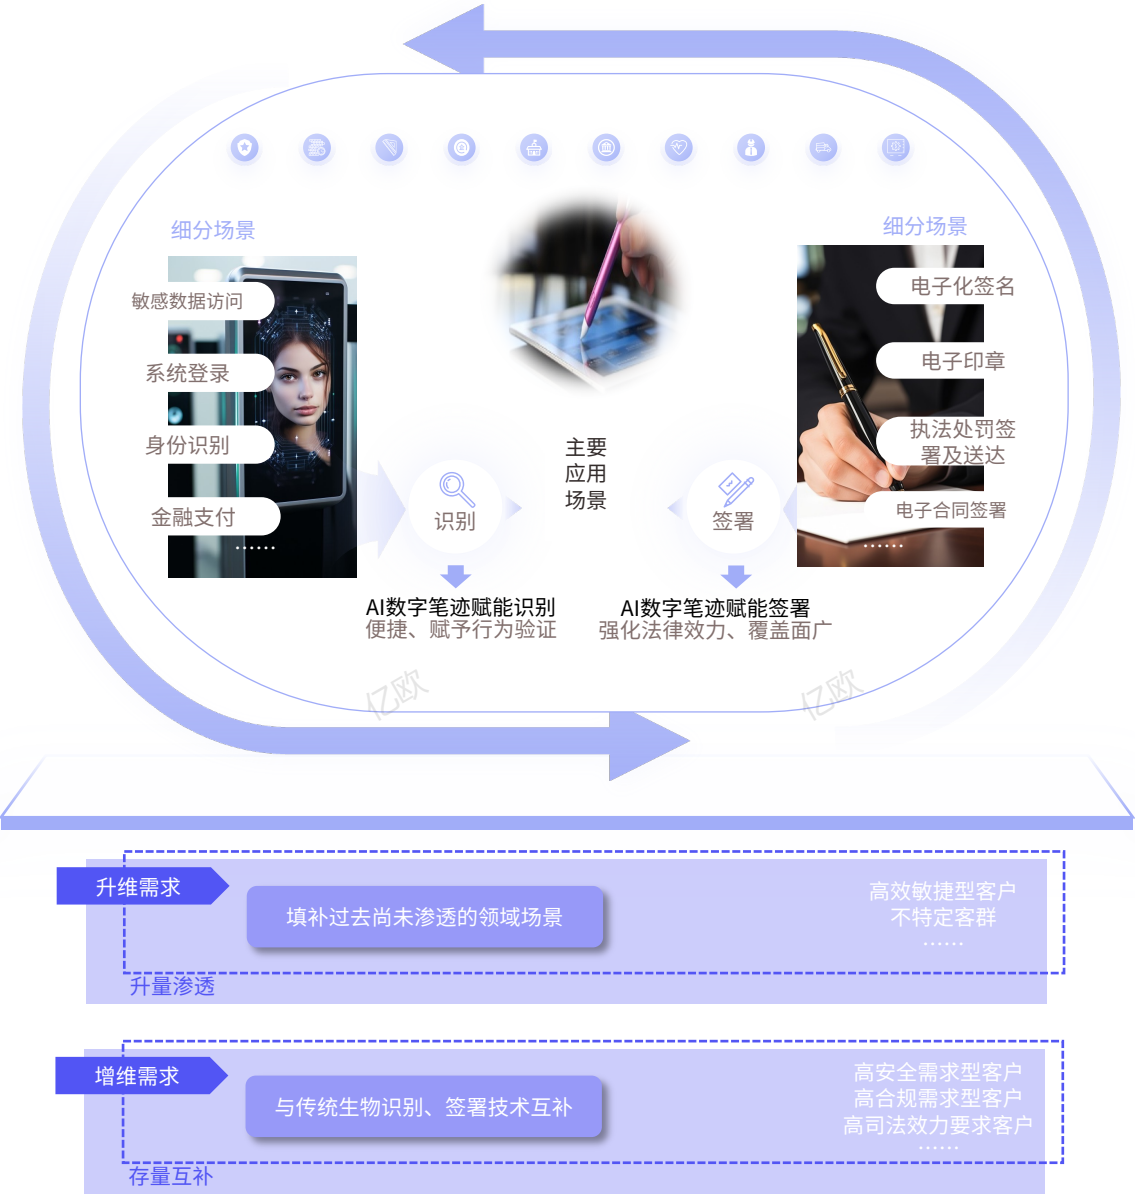 细分场景
敏感数据访问
系统登录
身份识别
金融支付
······
细分场景
电子化签名
电子印章
执法处罚签
署及送达
电子合同签署
······
主要
应用
场景
识别
签署
AI数字笔迹赋能识别
便捷、赋予行为验证
AI数字笔迹赋能签署
强化法律效力、覆盖面广
亿欧
亿欧
升维需求
填补过去尚未渗透的领域场景
高效敏捷型客户
不特定客群
······
升量渗透
增维需求
与传统生物识别、签署技术互补
高安全需求型客户
高合规需求型客户
高司法效力要求客户
······
存量互补